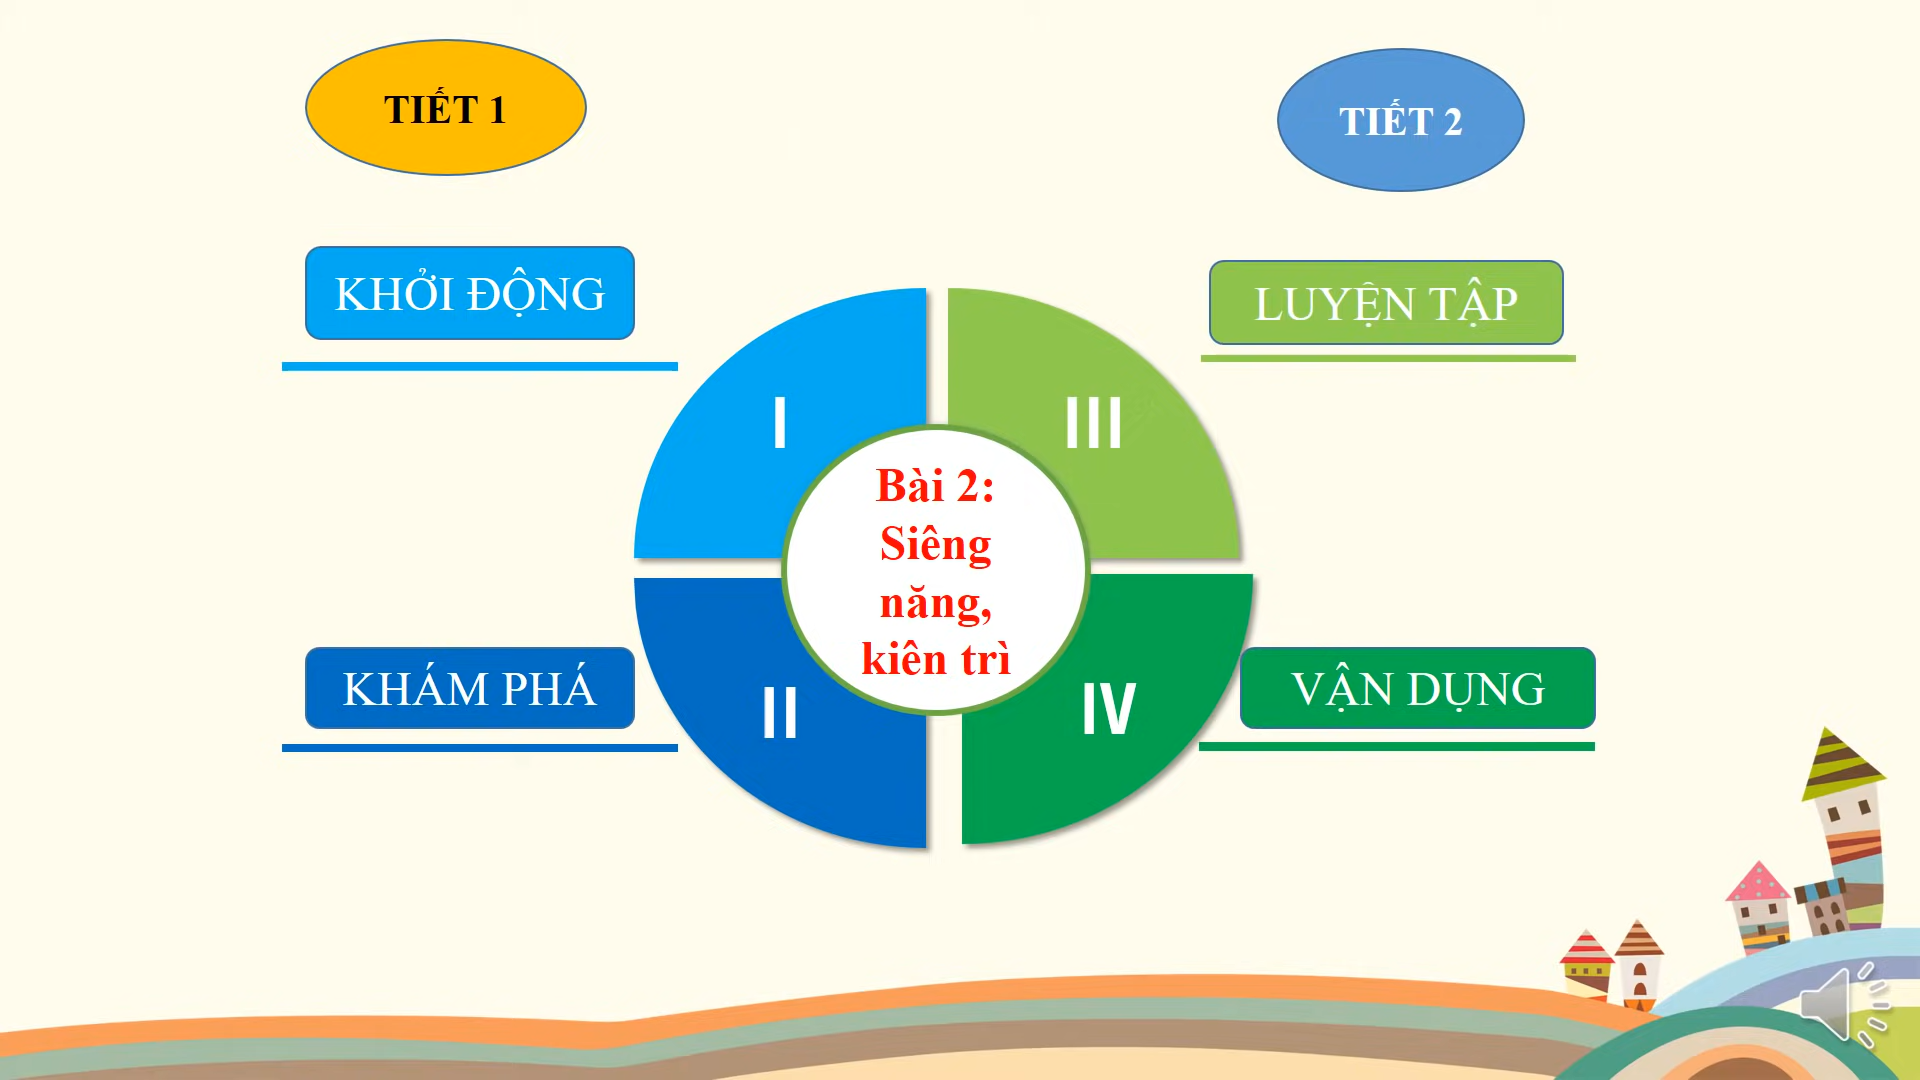 TIẾT 1
TIẾT 2
KHỞI ĐỘNG
LUYỆN TẬP
I
III
Bài 2:
Siêng
năng,
kiên trì
KHÁM PHÁ
VẬN DỤNG
II
IV